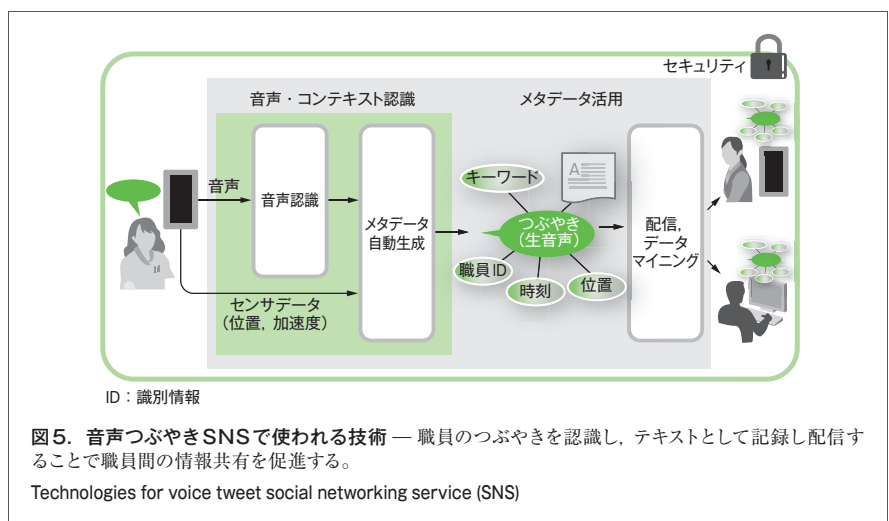 セキュリティ
音声・コンテキスト認識
メタデータ活用
音声
音声認識
メタデータ
自動生成
センサデータ
(位置,加速度)
キーワード
A
つぶやき
(生音声)
職員ID
時刻
位置
配信,
データ
マイニング
ID:識別情報
図5. 音声つぶやきSNSで使われる技術 — 職員のつぶやきを認識し,テキストとして記録し配信す
ることで職員間の情報共有を促進する。
Technologies for voice tweet social networking service (SNS)